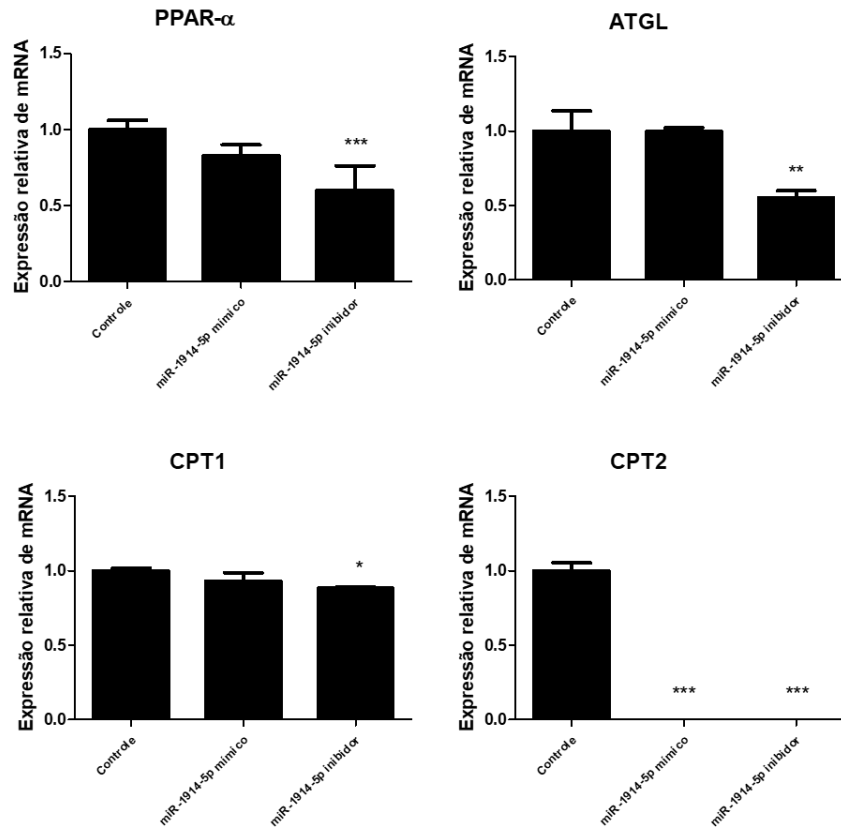 PPAR-α
Expressão relativa de mRNA
1.5
1.0
0.5
0.0
***
Controle
miR-1914-5p mímico
miR-1914-5p inibidor
ATGL
Expressão relativa de mRNA
1.5
1.0
0.5
0.0
**
Controle
miR-1914-5p mímico
miR-1914-5p inibidor
CPT1
Expressão relativa de mRNA
1.5
1.0
0.5
0.0
*
Controle
miR-1914-5p mímico
miR-1914-5p inibidor
CPT2
Expressão relativa de mRNA
1.5
1.0
0.5
0.0
***
***
Controle
miR-1914-5p mímico
miR-1914-5p inibidor